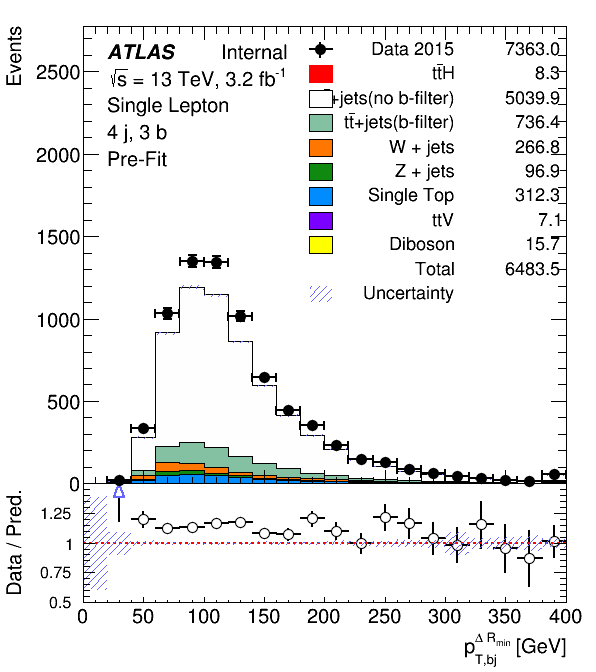 Events
ATLAS Internal
√s = 13 TeV, 3.2 fb⁻¹
Single Lepton
4 j, 3 b
Pre-Fit
Data 2015 7363.0
tt̄H 8.3
+jets(no b-filter) 5039.9
tt̄+jets(b-filter) 736.4
W + jets 266.8
Z + jets 96.9
Single Top 312.3
ttV 7.1
Diboson 15.7
Total 6483.5
Uncertainty
2500
2000
1500
1000
500
0
Data / Pred.
1.25
1
0.75
0.5
0 50 100 150 200 250 300 350 400
p_{T,bj}^{Δ R_{min}} [GeV]